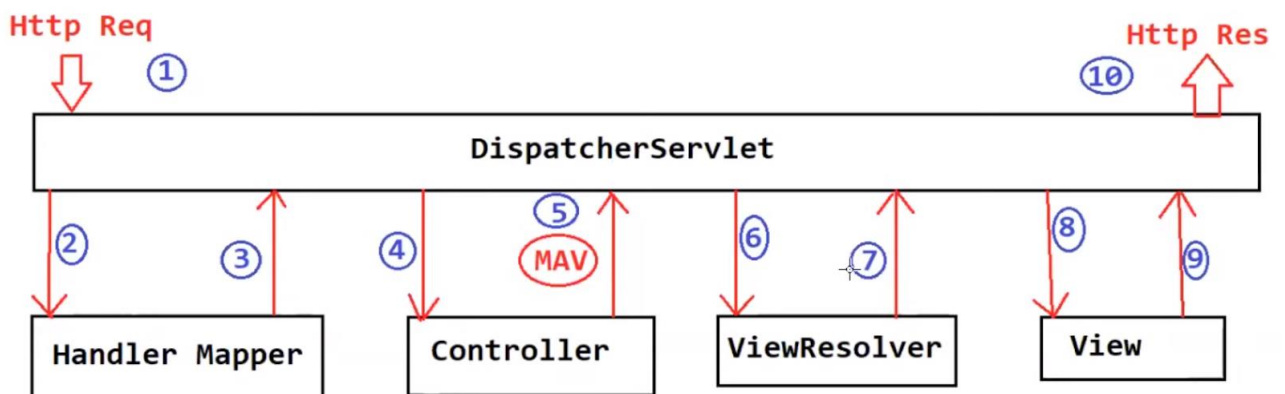 Http Req
Http Res
1
10
DispatcherServlet
2
3
4
5
MAV
6
7
8
9
Handler Mapper
Controller
ViewResolver
View